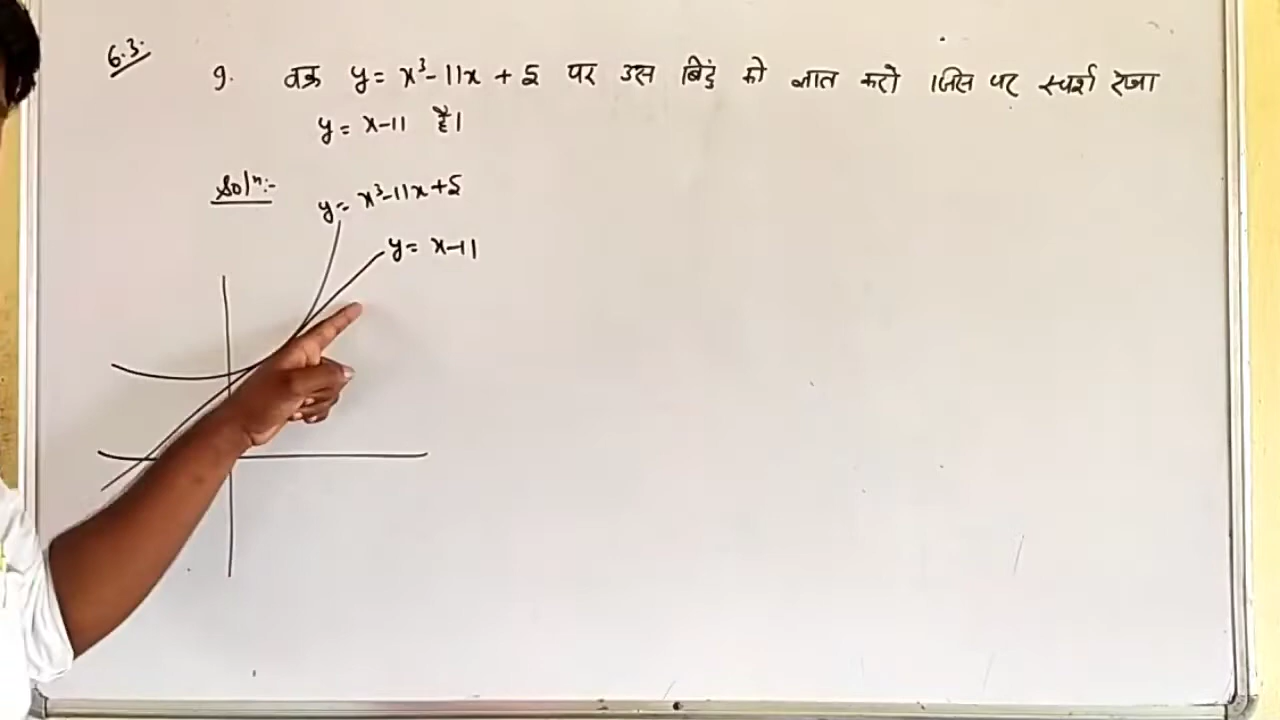 6.3.
9. वक्र y = x³-11x + 5 पर उस बिंदु को ज्ञात करो जिस पर स्पर्श रेखा
y = x-11 है।
Solⁿ:-
y = x³-11x+5
y = x-11